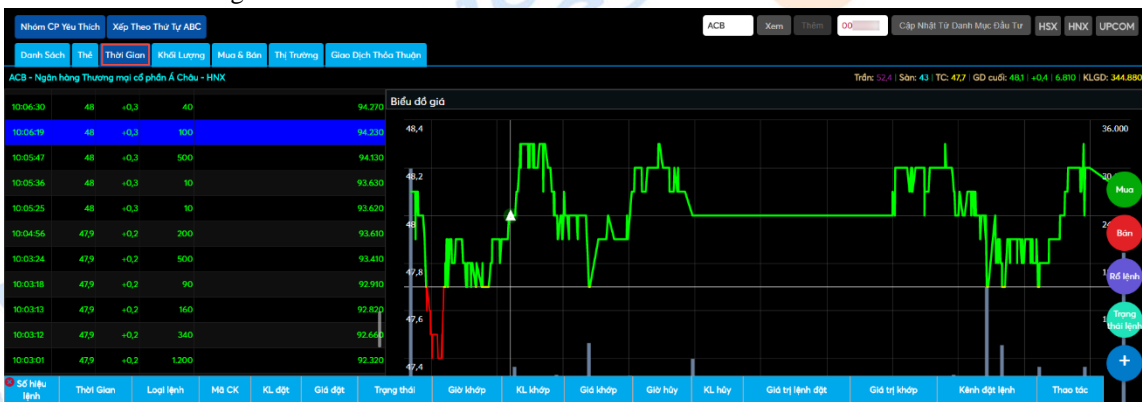 Nhóm CP Yêu Thích Xếp Theo Thứ Tự ABC ACB Xem Thêm 00 Cập Nhật Từ Danh Mục Đầu Tư HSX HNX UPCOM
Danh Sách Thẻ Thời Gian Khối Lượng Mua & Bán Thị Trường Giao Dịch Thỏa Thuận
ACB - Ngân hàng Thương mại cổ phần Á Châu - HNX Trần: 52,4 | Sàn: 43 | TC: 47,7 | GD cuối: 48,1 | +0,4 | 6.810 | KLGD: 344.880
Biểu đồ giá
10:06:30 48 +0,3 40 94.270
10:06:19 48 +0,3 100 94.230
10:05:47 48 +0,3 500 94.130
10:05:36 48 +0,3 10 93.630
10:05:25 48 +0,3 10 93.620
10:04:56 47,9 +0,2 200 93.610
10:03:24 47,9 +0,2 500 93.410
10:03:18 47,9 +0,2 90 92.910
10:03:13 47,9 +0,2 160 92.820
10:03:12 47,9 +0,2 340 92.660
10:03:01 47,9 +0,2 1.200 92.320
48,4 36.000
48,2
48
47,8
47,6
47,4
Mua
Bán
Rổ lệnh
Trạng thái lệnh
+
Số hiệu lệnh Thời Gian Loại lệnh Mã CK KL đặt Giá đặt Trạng thái Giờ khớp KL khớp Giá khớp Giờ hủy KL hủy Giá trị lệnh đặt Giá trị khớp Kênh đặt lệnh Thao tác